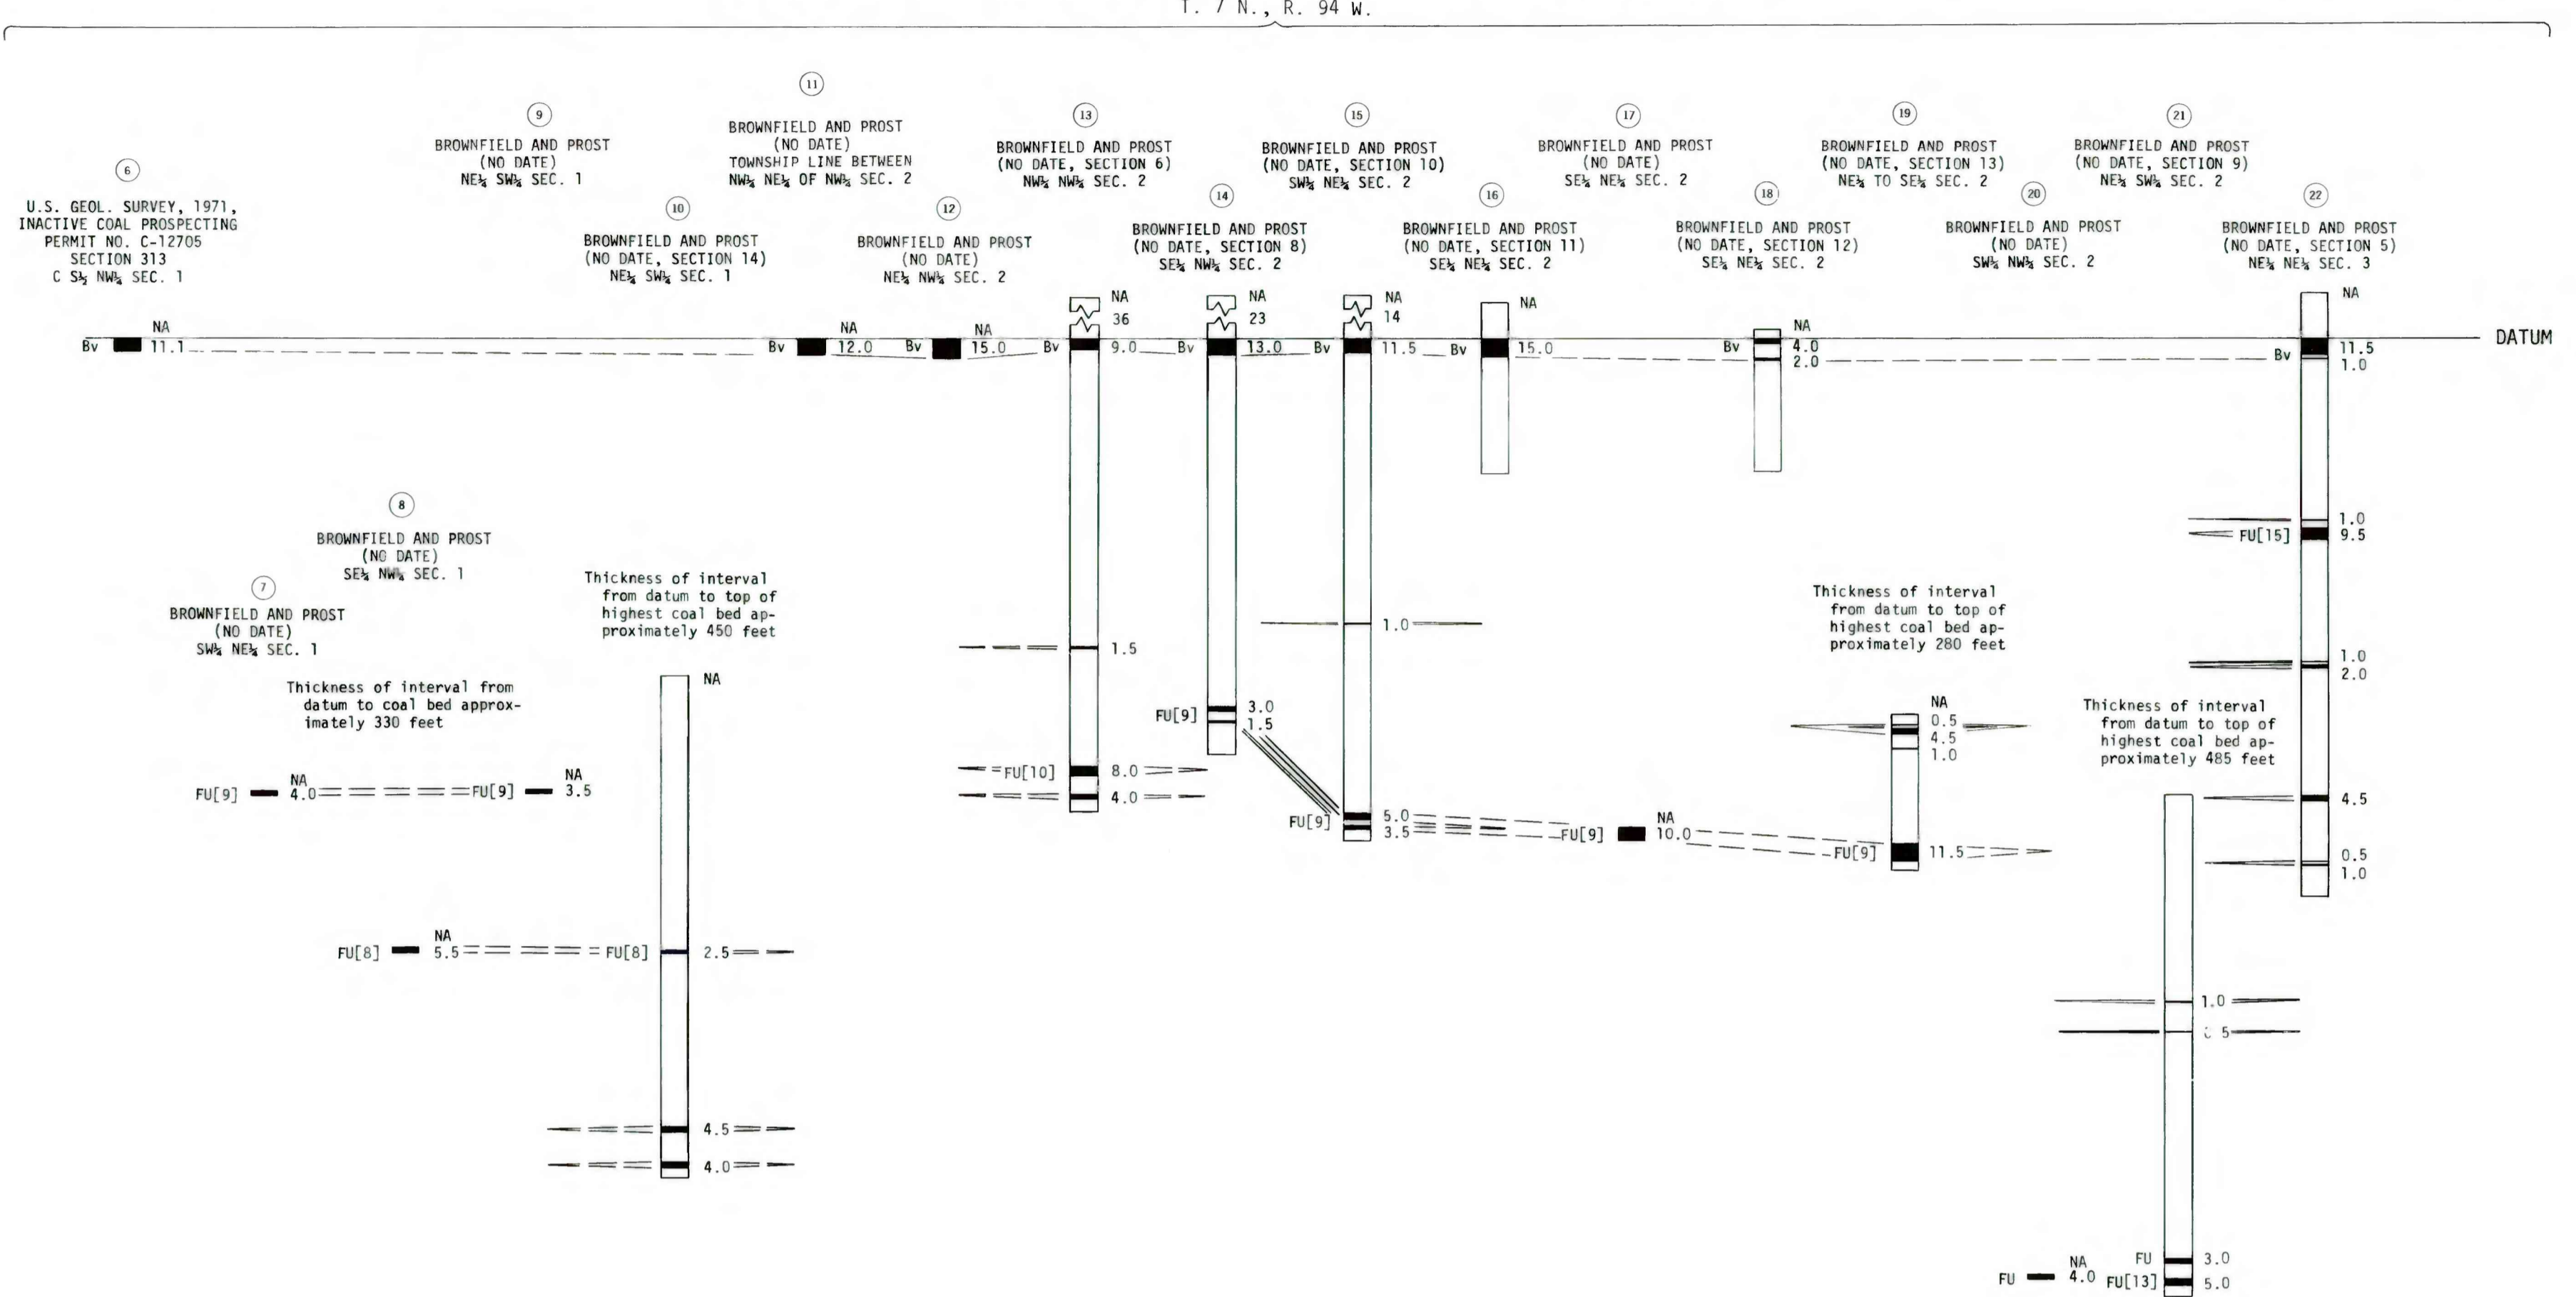 T. 7 N., R. 94 W.
6
U.S. GEOL. SURVEY, 1971,
INACTIVE COAL PROSPECTING
PERMIT NO. C-12705
SECTION 313
C S½ NW¼ SEC. 1
NA
Bv 11.1
7
BROWNFIELD AND PROST
(NO DATE)
SW¼ NE¼ SEC. 1
NA
FU[9] 4.0
8
BROWNFIELD AND PROST
(NO DATE)
SE¼ NW¼ SEC. 1
NA
FU[8] 5.5
Thickness of interval from
datum to coal bed approx-
imately 330 feet
9
BROWNFIELD AND PROST
(NO DATE)
NE¼ SW¼ SEC. 1
NA
FU[9] 3.5
10
BROWNFIELD AND PROST
(NO DATE, SECTION 14)
NE¼ SW¼ SEC. 1
Thickness of interval
from datum to top of
highest coal bed ap-
proximately 450 feet
NA
FU[8] 2.5
4.5
4.0
11
BROWNFIELD AND PROST
(NO DATE)
TOWNSHIP LINE BETWEEN
NW¼ NE¼ OF NW¼ SEC. 2
NA
Bv 12.0
12
BROWNFIELD AND PROST
(NO DATE)
NE¼ NW¼ SEC. 2
NA
Bv 15.0
13
BROWNFIELD AND PROST
(NO DATE, SECTION 6)
NW¼ NW¼ SEC. 2
NA
36
Bv 9.0
1.5
FU[10] 8.0
4.0
14
BROWNFIELD AND PROST
(NO DATE, SECTION 8)
SE¼ NW¼ SEC. 2
NA
23
Bv 13.0
FU[9] 3.0
1.5
15
BROWNFIELD AND PROST
(NO DATE, SECTION 10)
SW¼ NE¼ SEC. 2
NA
14
Bv 11.5
1.0
FU[9] 5.0
3.5
16
BROWNFIELD AND PROST
(NO DATE, SECTION 11)
SE¼ NE¼ SEC. 2
NA
Bv 15.0
17
BROWNFIELD AND PROST
(NO DATE)
SE¼ NE¼ SEC. 2
NA
FU[9] 10.0
18
BROWNFIELD AND PROST
(NO DATE, SECTION 12)
SE¼ NE¼ SEC. 2
NA
Bv 4.0
2.0
19
BROWNFIELD AND PROST
(NO DATE, SECTION 13)
NE¼ TO SE¼ SEC. 2
Thickness of interval
from datum to top of
highest coal bed ap-
proximately 280 feet
NA
0.5
4.5
1.0
FU[9] 11.5
20
BROWNFIELD AND PROST
(NO DATE)
SW¼ NW¼ SEC. 2
NA
FU 4.0
21
BROWNFIELD AND PROST
(NO DATE, SECTION 9)
NE¼ SW¼ SEC. 2
Thickness of interval
from datum to top of
highest coal bed ap-
proximately 485 feet
1.0
5
FU 3.0
FU[13] 5.0
22
BROWNFIELD AND PROST
(NO DATE, SECTION 5)
NE¼ NE¼ SEC. 3
NA
DATUM
Bv 11.5
1.0
1.0
FU[15] 9.5
1.0
2.0
4.5
0.5
1.0